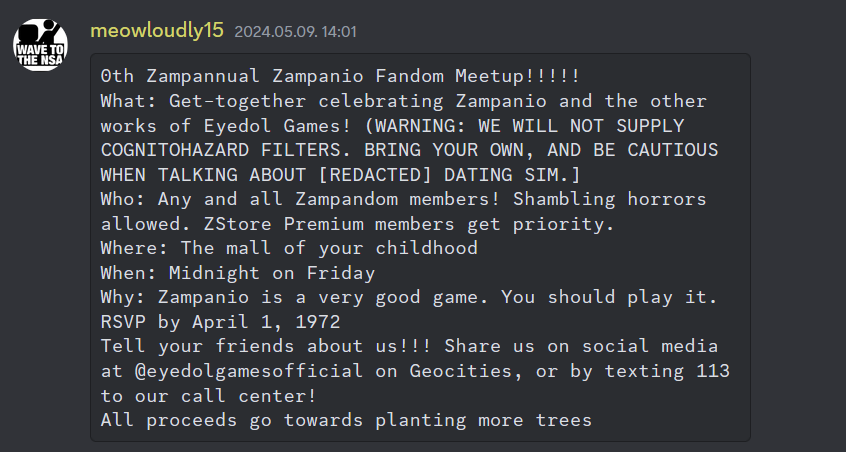 meowloudly15 2024.05.09. 14:01
WAVE TO
THE NSA
0th Zampannual Zampanio Fandom Meetup!!!!!
What: Get-together celebrating Zampanio and the other
works of Eyedol Games! (WARNING: WE WILL NOT SUPPLY
COGNITOHAZARD FILTERS. BRING YOUR OWN, AND BE CAUTIOUS
WHEN TALKING ABOUT [REDACTED] DATING SIM.]
Who: Any and all Zampandom members! Shambling horrors
allowed. ZStore Premium members get priority.
Where: The mall of your childhood
When: Midnight on Friday
Why: Zampanio is a very good game. You should play it.
RSVP by April 1, 1972
Tell your friends about us!!! Share us on social media
at @eyedolgamesofficial on Geocities, or by texting 113
to our call center!
All proceeds go towards planting more trees